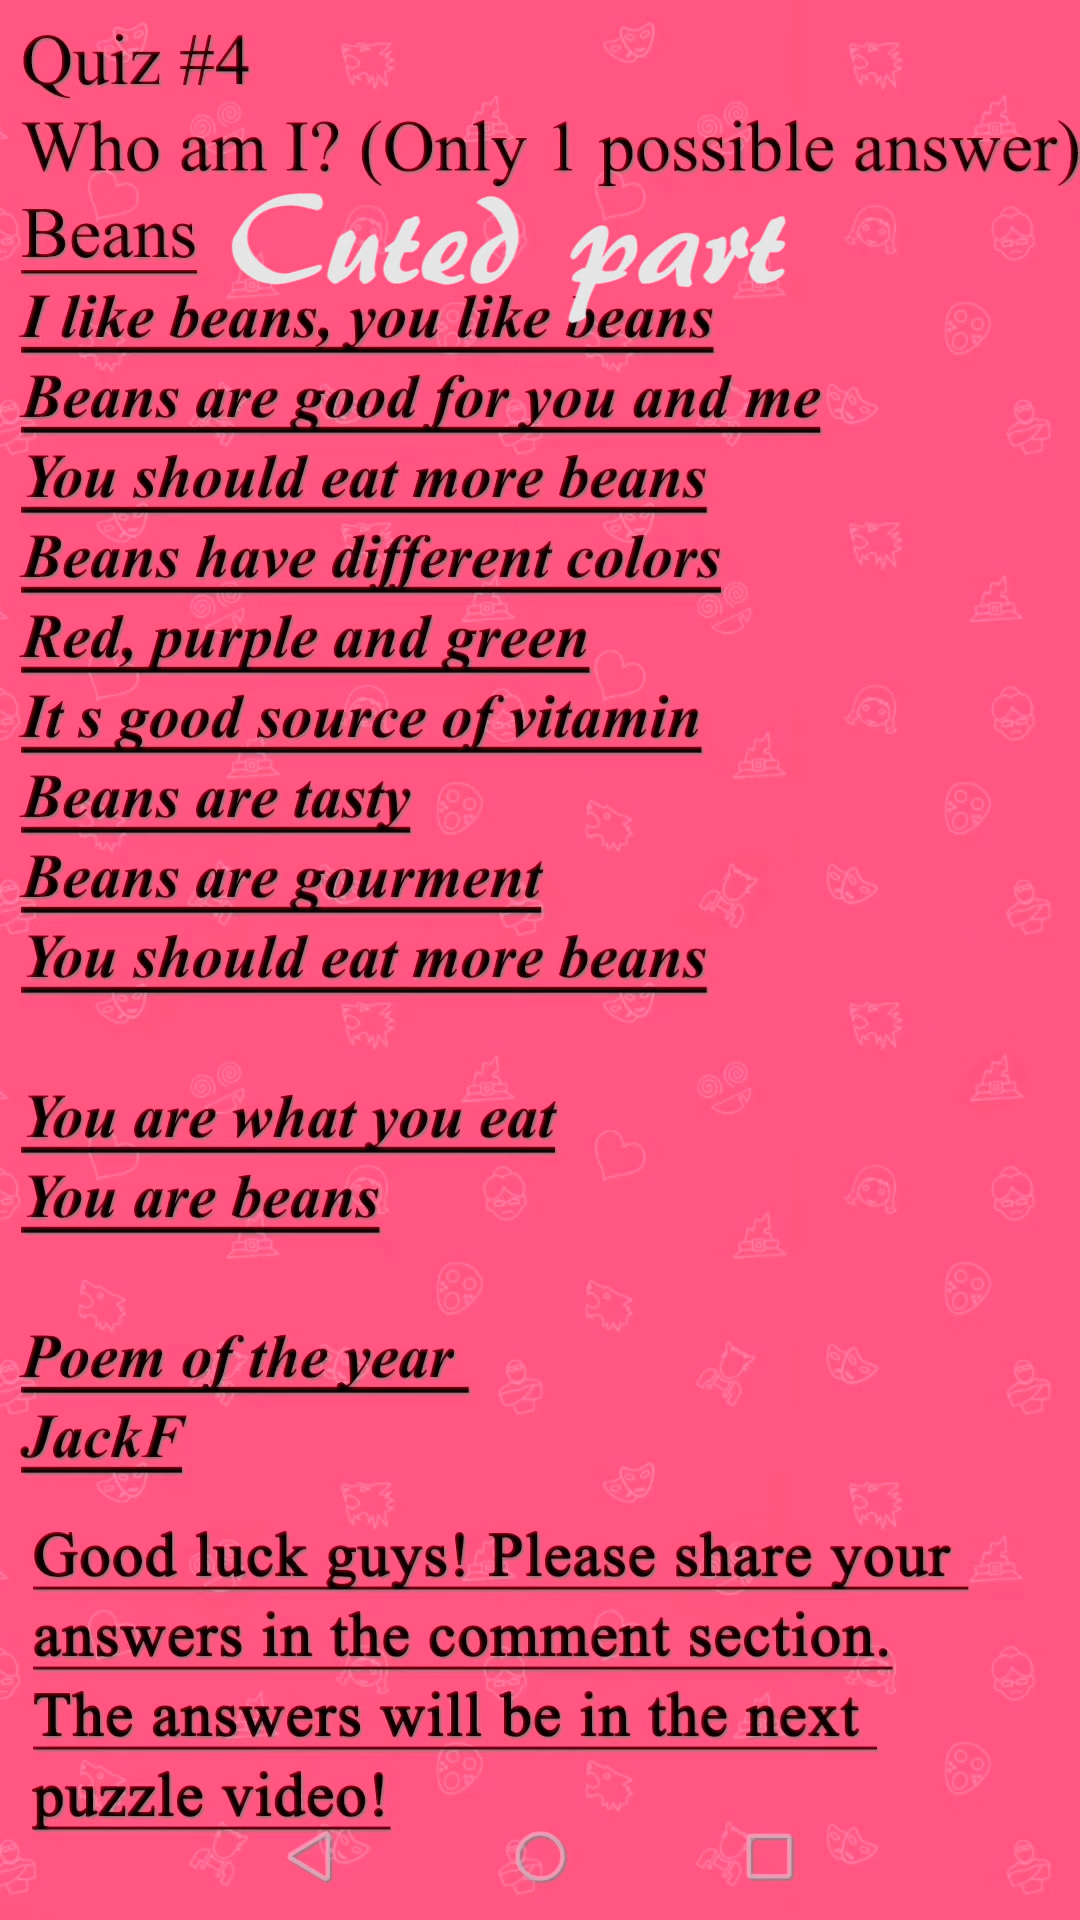 Quiz #4
Who am I? (Only 1 possible answer)
Beans Cuted part
I like beans, you like beans
Beans are good for you and me
You should eat more beans
Beans have different colors
Red, purple and green
It s good source of vitamin
Beans are tasty
Beans are gourment
You should eat more beans
You are what you eat
You are beans
Poem of the year
JackF
Good luck guys! Please share your
answers in the comment section.
The answers will be in the next
puzzle video!